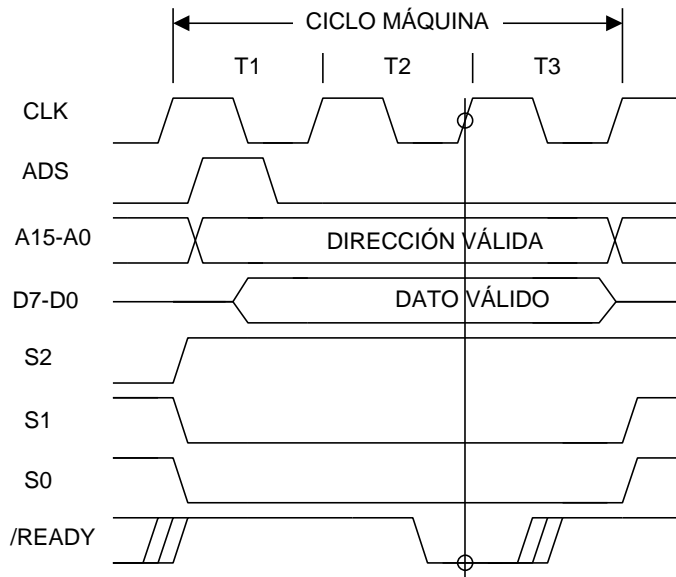 CICLO MÁQUINA
T1 T2 T3
CLK
ADS
A15-A0 DIRECCIÓN VÁLIDA
D7-D0 DATO VÁLIDO
S2
S1
S0
/READY